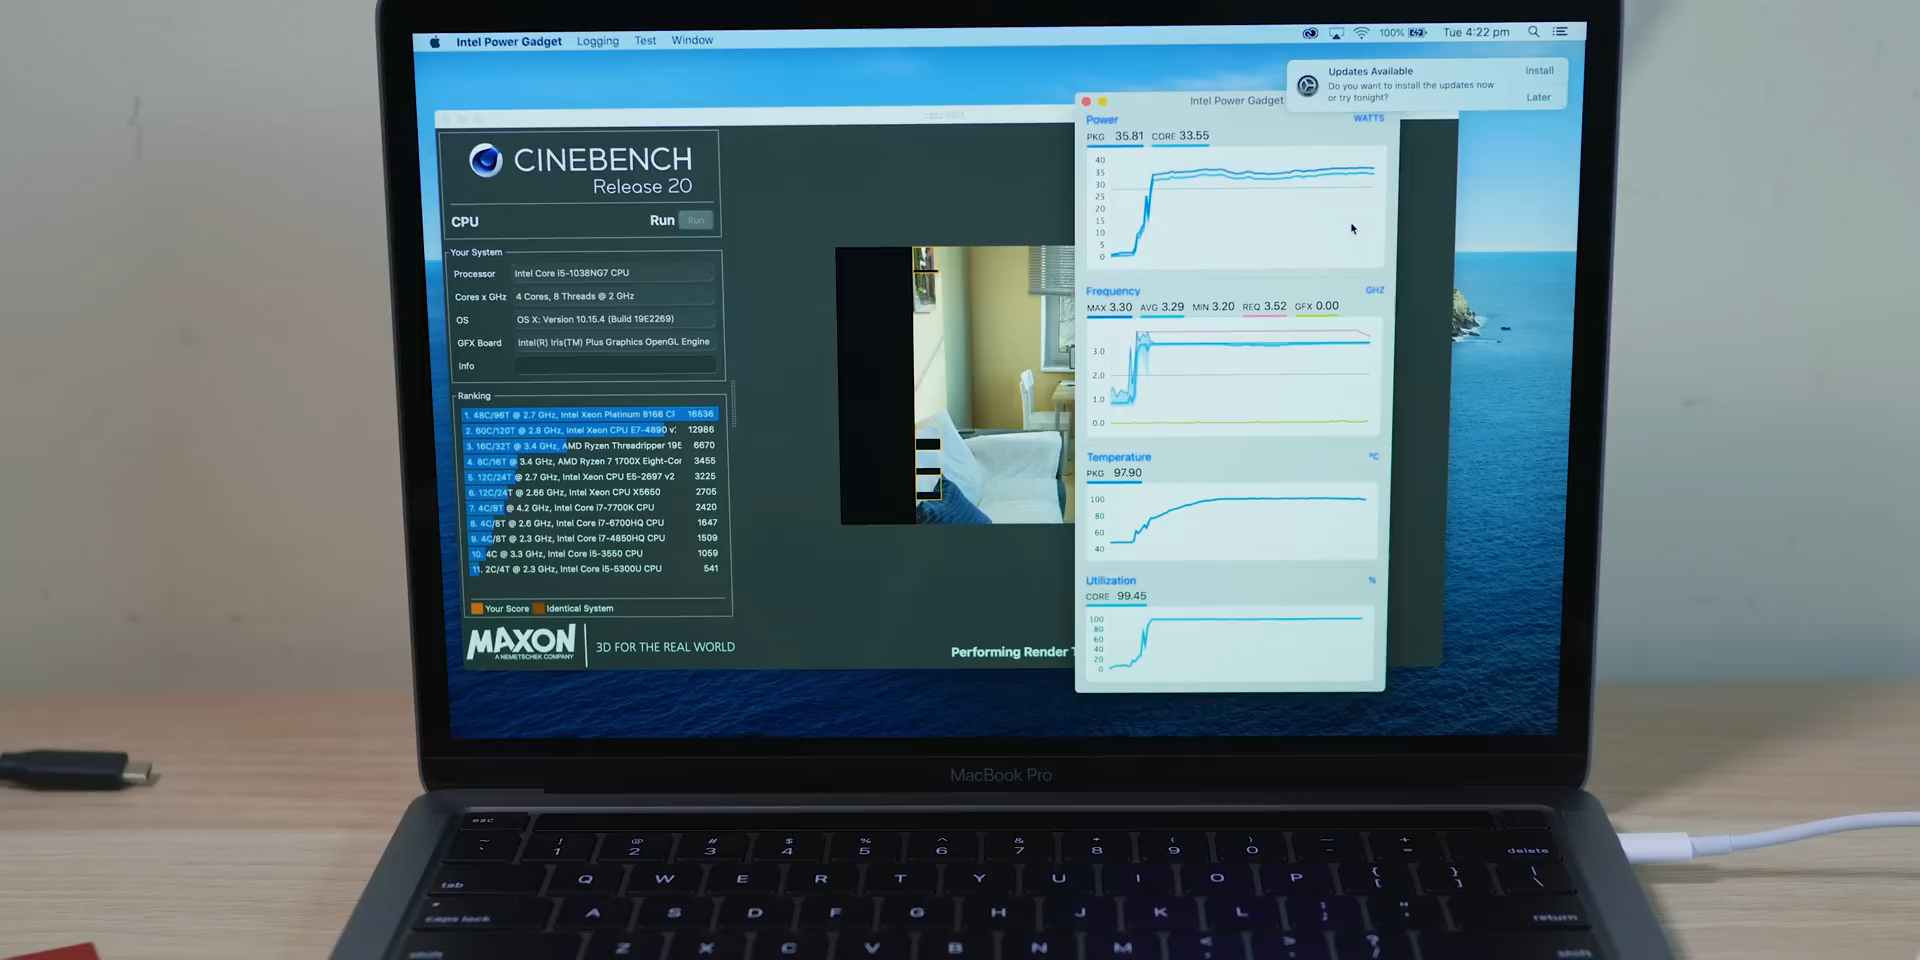 Intel Power Gadget Logging Test Window
100% Tue 4:22 pm
Updates Available
Install
Do you want to install the updates now
or try tonight?
Later
CINEBENCH
Release 20
CPU Run Run
Your System
Processor Intel Core i5-1038NG7 CPU
Cores x GHz 4 Cores, 8 Threads @ 2 GHz
OS OS X: Version 10.15.4 (Build 19E2269)
GFX Board Intel(R) Iris(TM) Plus Graphics OpenGL Engine
Info
Ranking
1. 48C/96T @ 2.7 GHz, Intel Xeon Platinum 8168 CF 16536
2. 60C/120T @ 2.8 GHz, Intel Xeon CPU E7-4890 v: 12986
3. 16C/32T @ 3.4 GHz, AMD Ryzen Threadripper 195 6670
4. 8C/16T @ 3.4 GHz, AMD Ryzen 7 1700X Eight-Cor 3455
5. 12C/24T @ 2.7 GHz, Intel Xeon CPU E5-2697 v2 3225
6. 12C/24T @ 2.66 GHz, Intel Xeon CPU X5650 2705
7. 4C/8T @ 4.2 GHz, Intel Core i7-7700K CPU 2420
8. 4C/8T @ 2.6 GHz, Intel Core i7-6700HQ CPU 1647
9. 4C/8T @ 2.3 GHz, Intel Core i7-4850HQ CPU 1509
10. 4C @ 3.3 GHz, Intel Core i5-3550 CPU 1059
11. 2C/4T @ 2.3 GHz, Intel Core i5-5300U CPU 541
Your Score Identical System
MAXON
A NEMETSCHEK COMPANY
3D FOR THE REAL WORLD
Performing Render T
Intel Power Gadget
Power WATTS
PKG 35.81 CORE 33.55
40
35
30
25
20
15
10
5
0
Frequency GHZ
MAX 3.30 AVG 3.29 MIN 3.20 REQ 3.52 GFX 0.00
3.0
2.0
1.0
0.0
Temperature °C
PKG 97.90
100
80
60
40
Utilization %
CORE 99.45
100
80
60
40
20
0
MacBook Pro
esc
~ ! @ # $ % ^ & * ( ) _ +
` 1 2 3 4 5 6 7 8 9 0 - = delete
tab Q W E R T Y U I O P { [ } ] | \
caps lock A S D F G H J K L : ; " ' return
shift Z X C V B N M < > ? shift